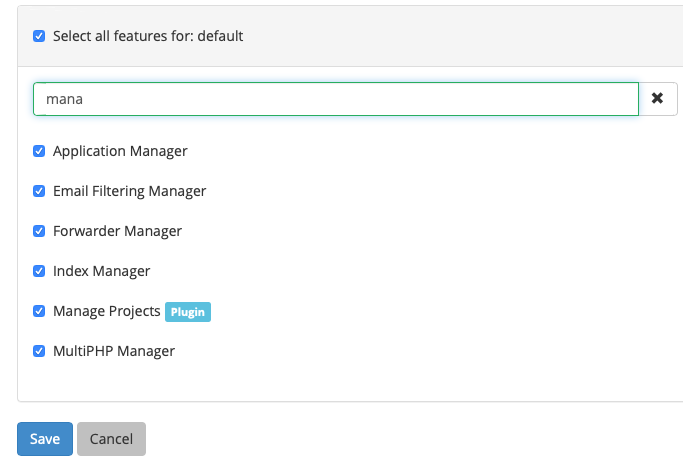 Select all features for: default
mana
Application Manager
Email Filtering Manager
Forwarder Manager
Index Manager
Manage Projects Plugin
MultiPHP Manager
Save Cancel